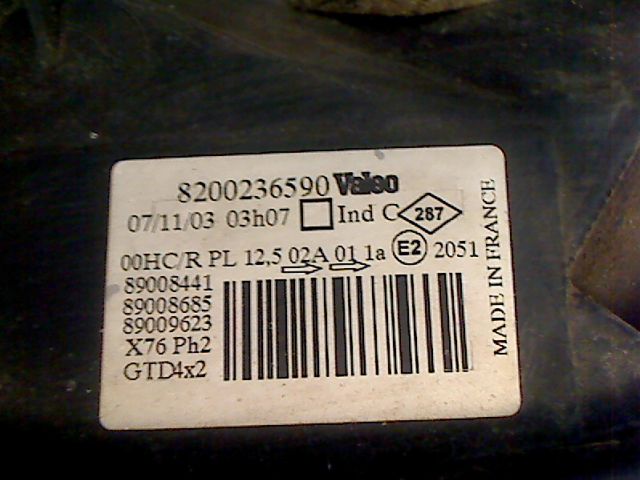 8200236590 Valeo
07/11/03 03h07 Ind C 287
00HC/R PL 12,5 02A 01 1a E2 2051
89008441
89008685
89009623
X76 Ph2
GTD4x2
MADE IN FRANCE